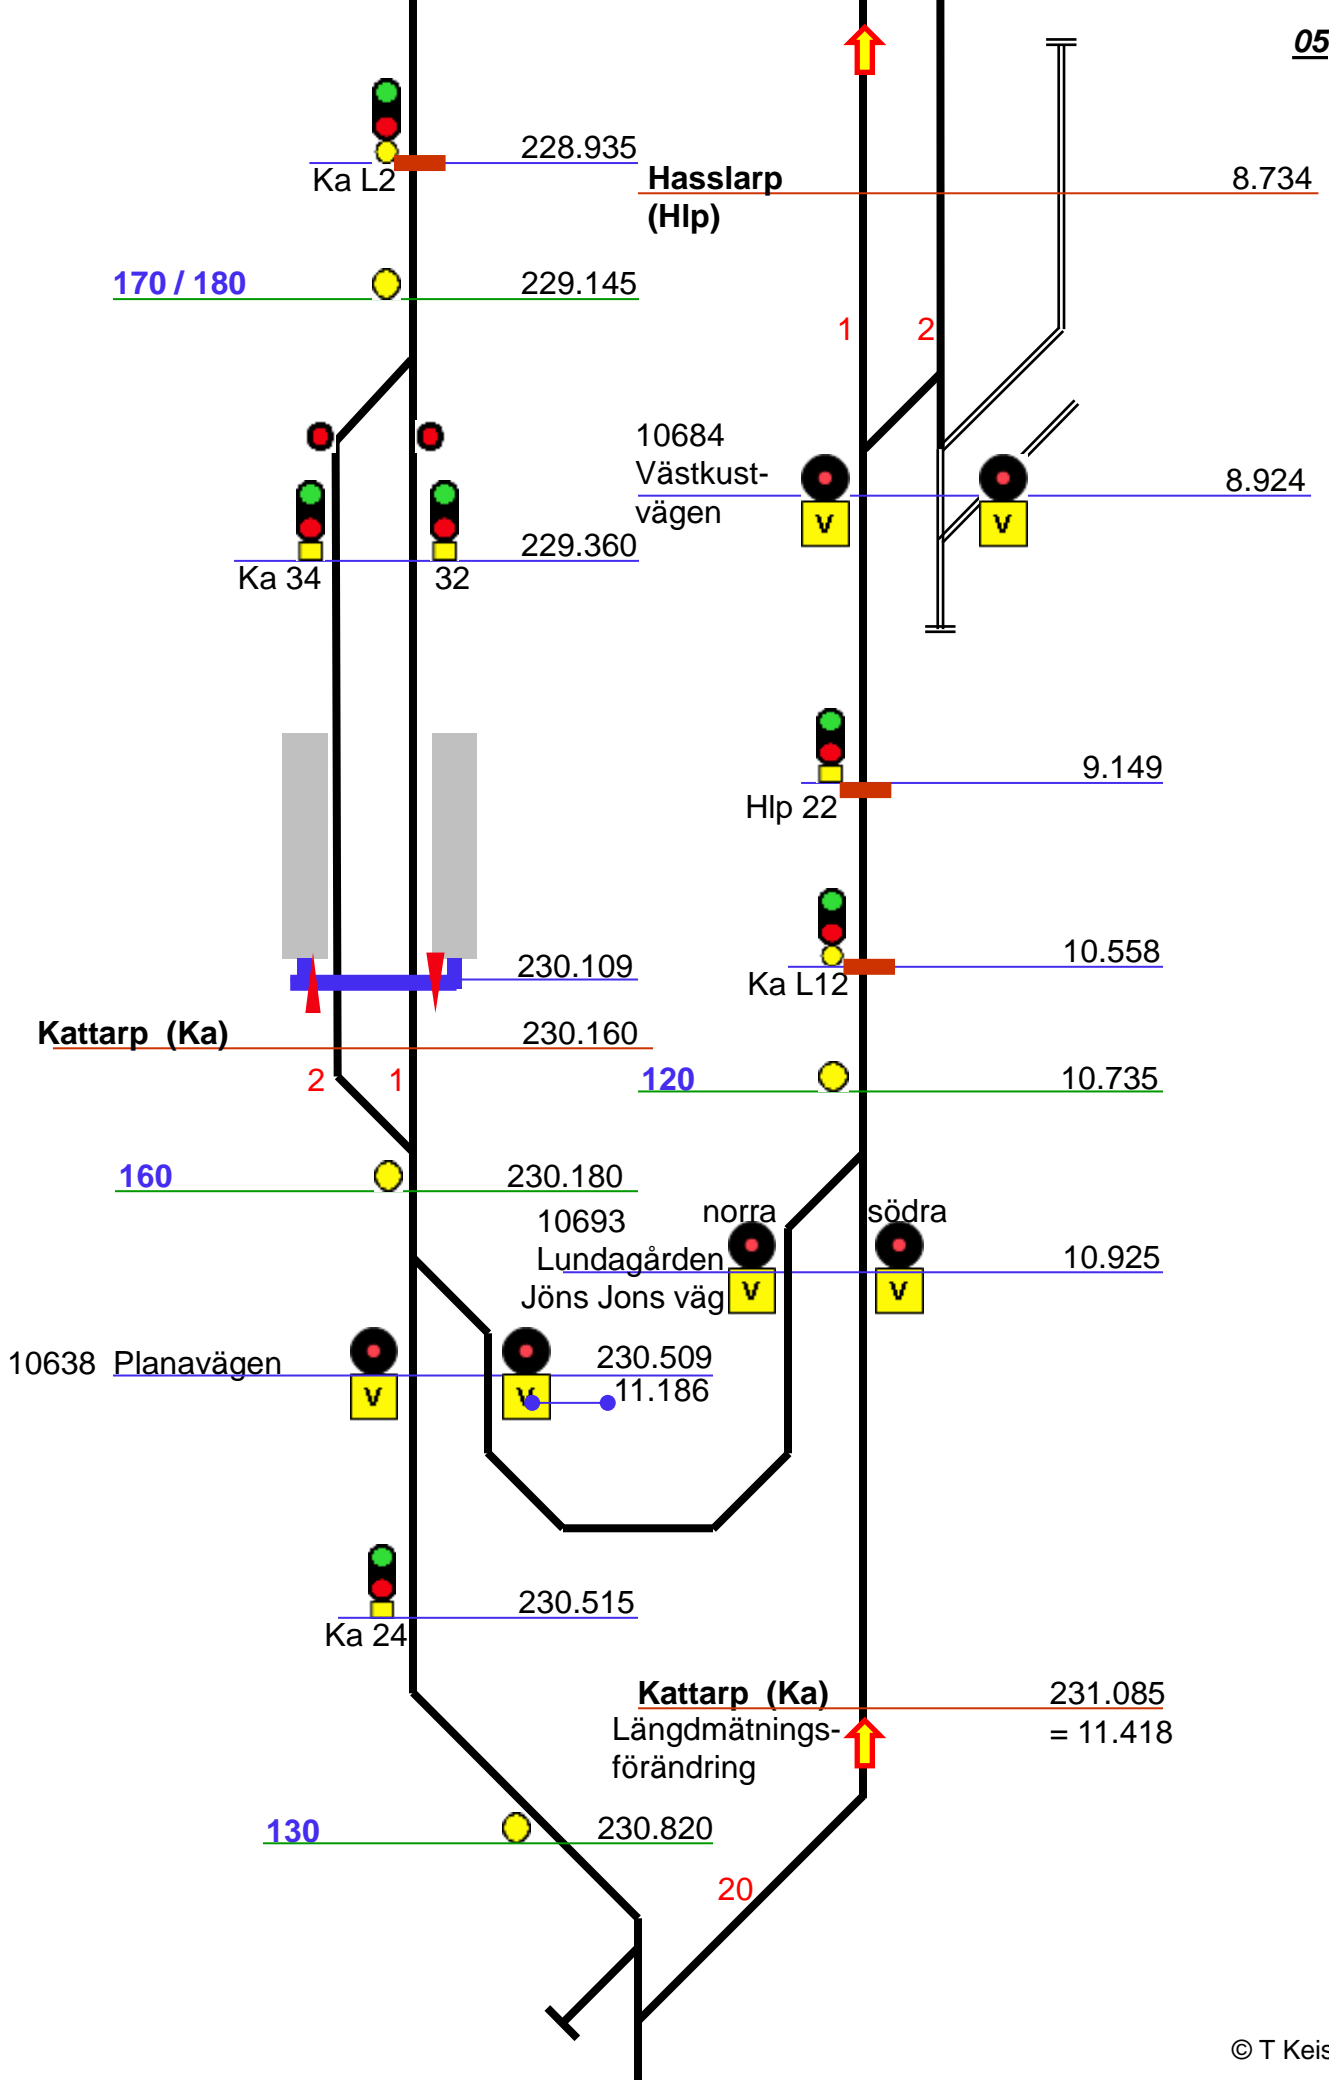 05
228.935
Ka L2
Hasslarp
(Hlp)
8.734
170 / 180
229.145
1
2
10684
Västkust-
vägen
8.924
V
V
229.360
Ka 34
32
9.149
Hlp 22
230.109
10.558
Ka L12
Kattarp (Ka)
230.160
2
1
120
10.735
160
230.180
norra
södra
10693
Lundagården
Jöns Jons väg
10.925
V
V
10638 Planavägen
230.509
11.186
V
V
230.515
Ka 24
Kattarp (Ka)
231.085
Längdmätnings-
förändring
= 11.418
130
230.820
20
© T Keis